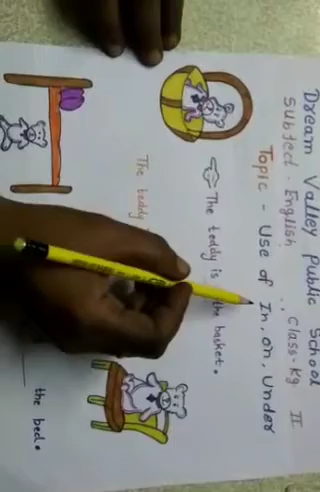 Dream Valley Public School
Subject - English Class - Kg II
Topic - Use of In, on, Under
The teddy is the basket.
The teddy
the bed.